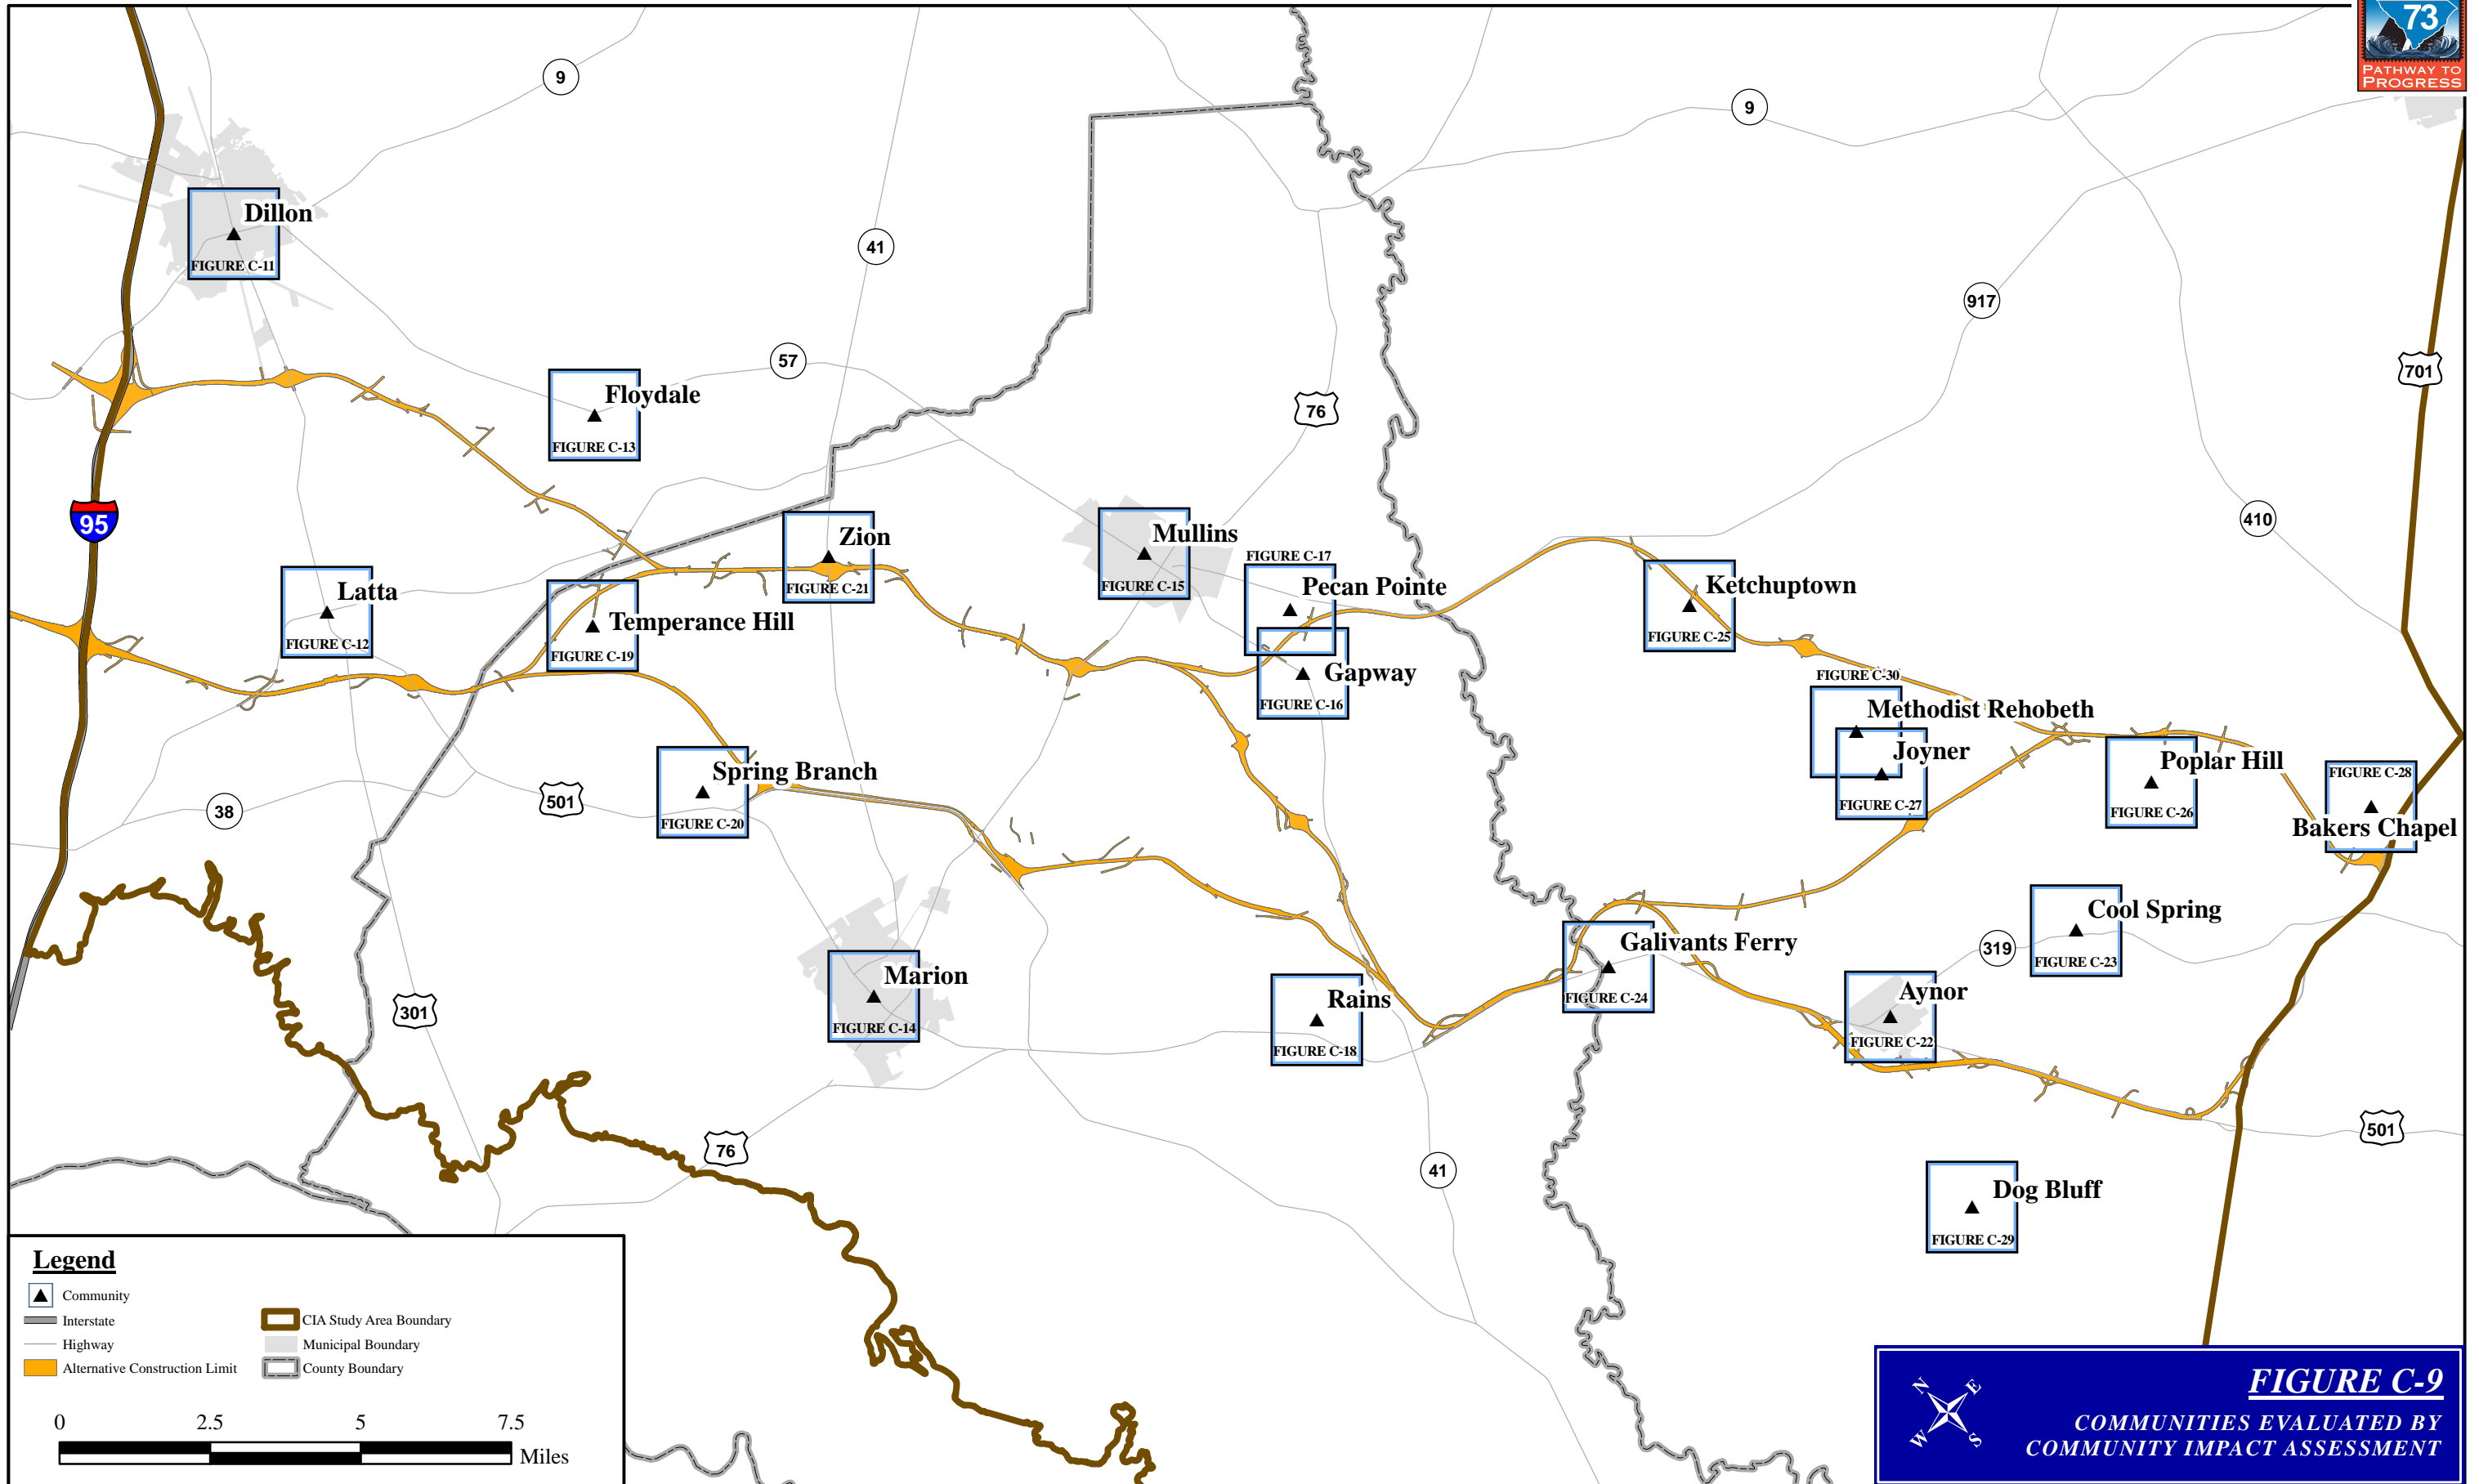 73
PATHWAY TO
PROGRESS
9
9
Dillon
FIGURE C-11
41
917
57
701
Floydale
FIGURE C-13
76
95
410
Zion
FIGURE C-21
Mullins
FIGURE C-15
FIGURE C-17
Pecan Pointe
Ketchuptown
FIGURE C-25
Latta
FIGURE C-12
Temperance Hill
FIGURE C-19
Gapway
FIGURE C-16
FIGURE C-30
Methodist Rehobeth
Joyner
FIGURE C-27
Poplar Hill
FIGURE C-26
FIGURE C-28
Bakers Chapel
Spring Branch
FIGURE C-20
501
38
Cool Spring
FIGURE C-23
319
Galivants Ferry
FIGURE C-24
Marion
FIGURE C-14
Rains
FIGURE C-18
Aynor
FIGURE C-22
301
76
41
501
Dog Bluff
FIGURE C-29
Legend
Community
Interstate
Highway
Alternative Construction Limit
CIA Study Area Boundary
Municipal Boundary
County Boundary
0 2.5 5 7.5
Miles
N
E
W
S
FIGURE C-9
COMMUNITIES EVALUATED BY
COMMUNITY IMPACT ASSESSMENT